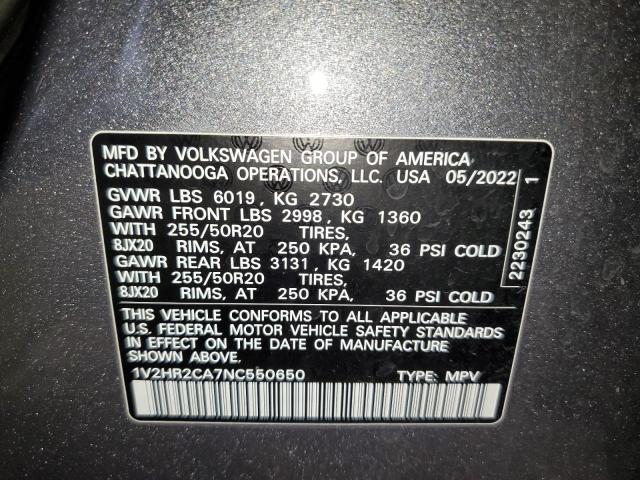 MFD BY VOLKSWAGEN GROUP OF AMERICA
CHATTANOOGA OPERATIONS, LLC. USA 05/2022
GVWR LBS 6019, KG 2730
GAWR FRONT LBS 2998, KG 1360
WITH 255/50R20 TIRES,
8JX20 RIMS, AT 250 KPA, 36 PSI COLD
GAWR REAR LBS 3131, KG 1420
WITH 255/50R20 TIRES,
8JX20 RIMS, AT 250 KPA, 36 PSI COLD
THIS VEHICLE CONFORMS TO ALL APPLICABLE
U.S. FEDERAL MOTOR VEHICLE SAFETY STANDARDS
IN EFFECT ON THE DATE OF MANUFACTURE
SHOWN ABOVE.
1V2HR2CA7NC550650 TYPE: MPV
2230243 1